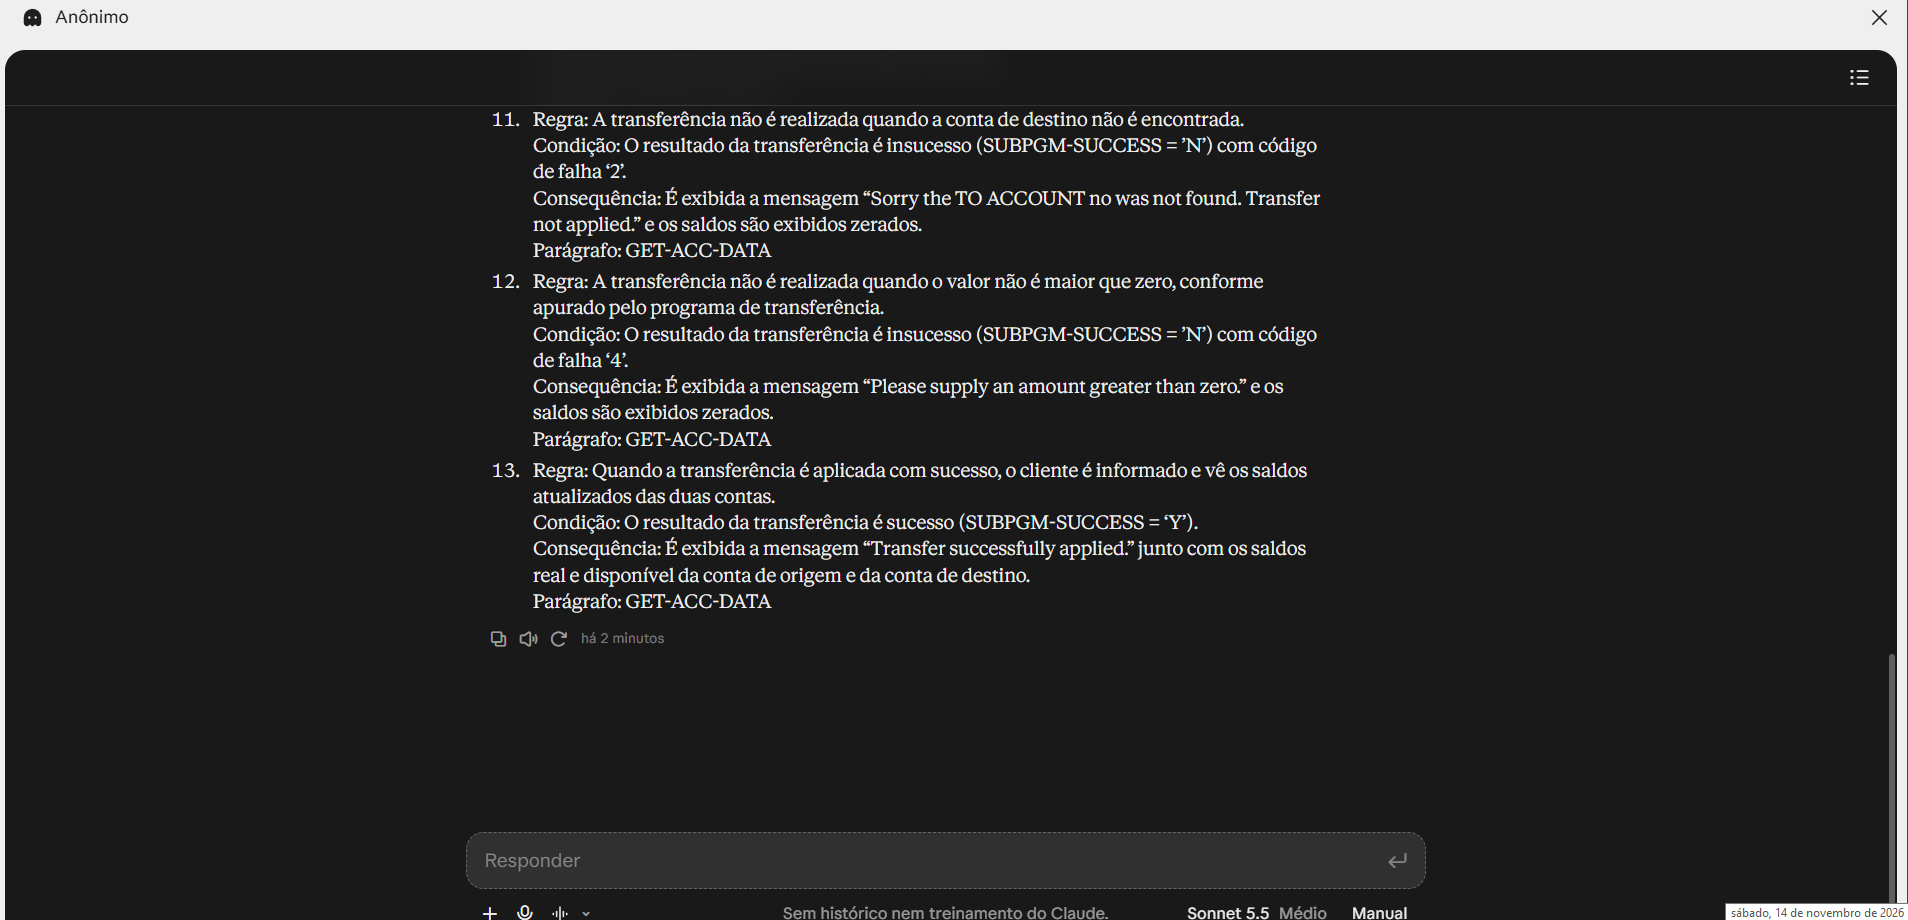 Anônimo
11. Regra: A transferência não é realizada quando a conta de destino não é encontrada.
Condição: O resultado da transferência é insucesso (SUBPGM-SUCCESS = ’N’) com código
de falha ‘2’.
Consequência: É exibida a mensagem “Sorry the TO ACCOUNT no was not found. Transfer
not applied.” e os saldos são exibidos zerados.
Parágrafo: GET-ACC-DATA
12. Regra: A transferência não é realizada quando o valor não é maior que zero, conforme
apurado pelo programa de transferência.
Condição: O resultado da transferência é insucesso (SUBPGM-SUCCESS = ’N’) com código
de falha ‘4’.
Consequência: É exibida a mensagem “Please supply an amount greater than zero.” e os
saldos são exibidos zerados.
Parágrafo: GET-ACC-DATA
13. Regra: Quando a transferência é aplicada com sucesso, o cliente é informado e vê os saldos
atualizados das duas contas.
Condição: O resultado da transferência é sucesso (SUBPGM-SUCCESS = ‘Y’).
Consequência: É exibida a mensagem “Transfer successfully applied.” junto com os saldos
real e disponível da conta de origem e da conta de destino.
Parágrafo: GET-ACC-DATA
há 2 minutos
Responder
Sem histórico nem treinamento do Claude. Sonnet 5.5 Médio Manual
sábado, 14 de novembro de 2026